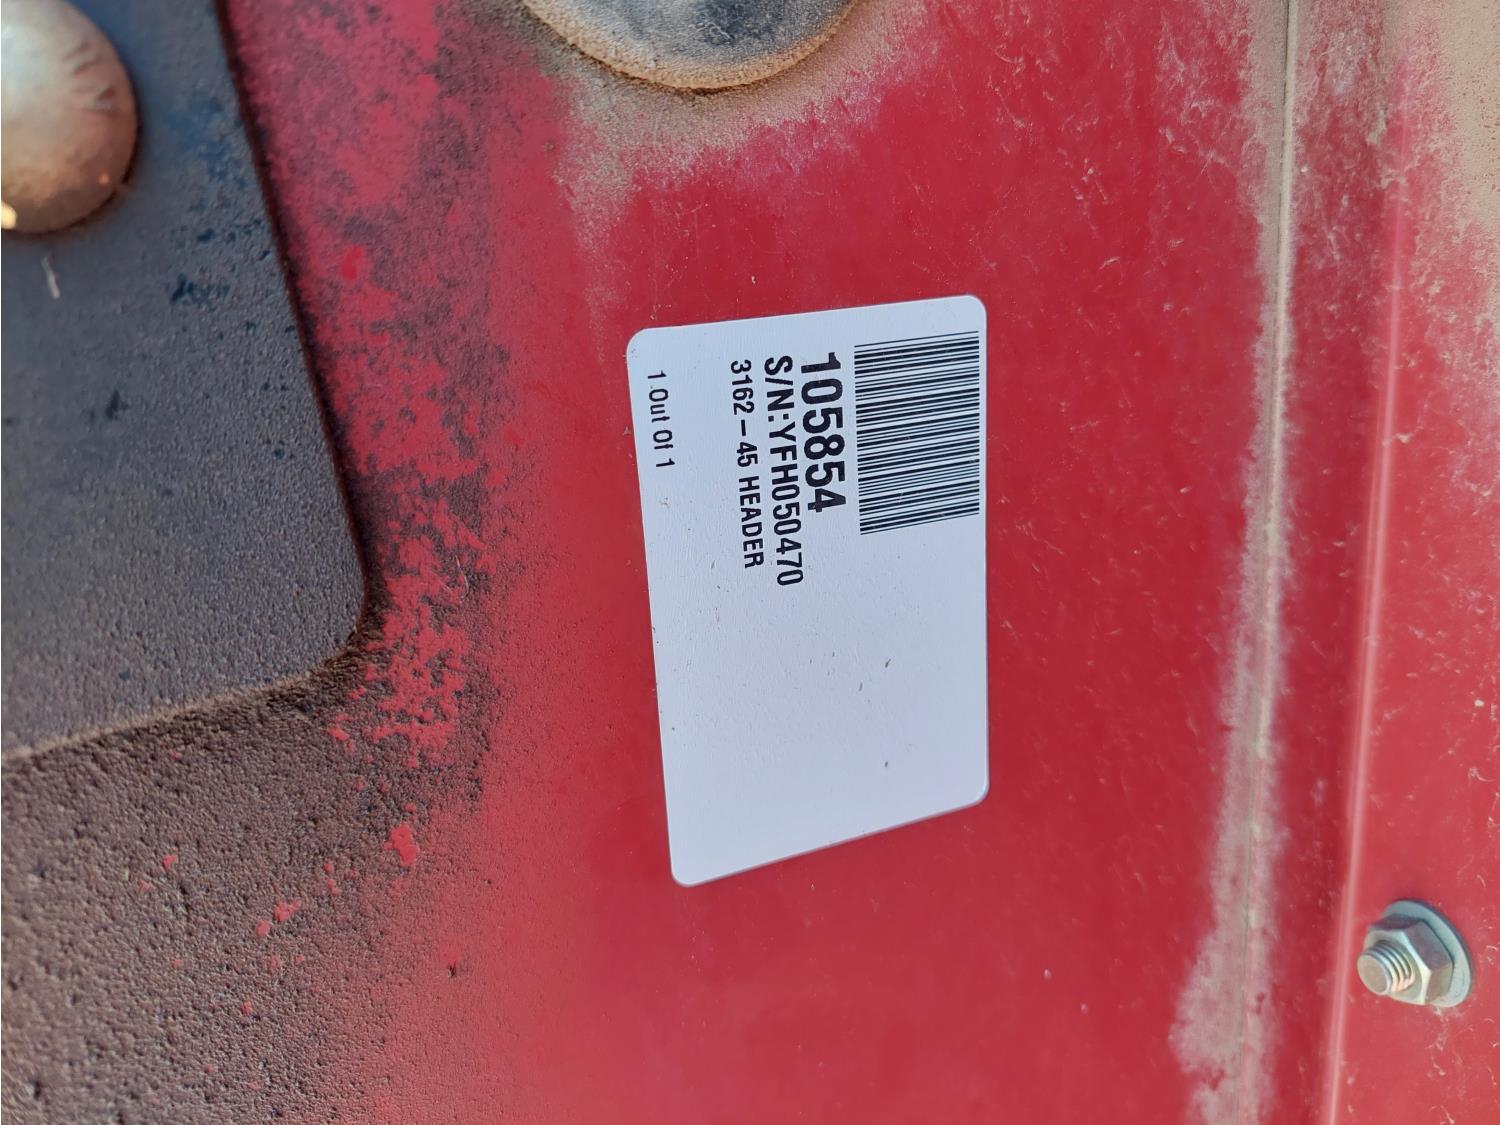 105854
S/N:YFH050470
3162 – 45 HEADER
1 Out Of 1